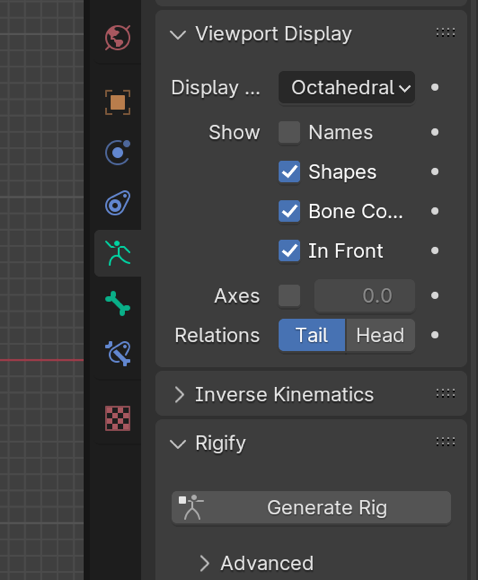 Viewport Display
Display ...
Octahedral
Show
Names
Shapes
Bone Co...
In Front
Axes
0.0
Relations
Tail
Head
Inverse Kinematics
Rigify
Generate Rig
Advanced